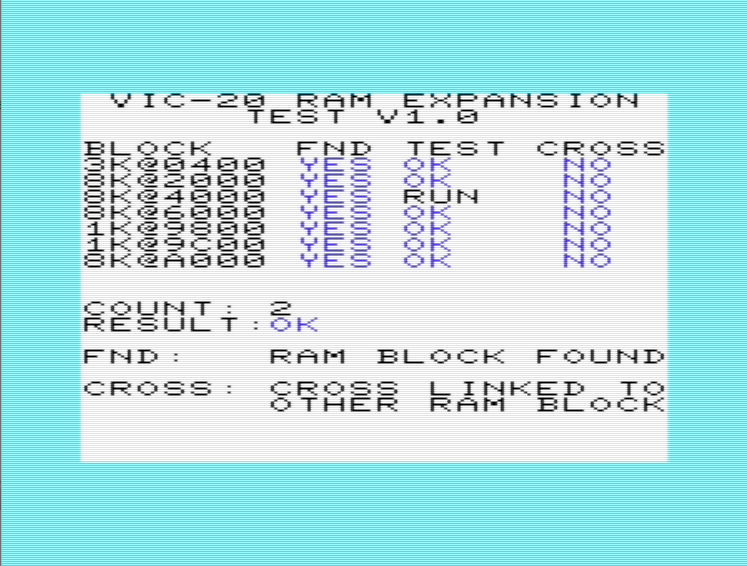 VIC-20 RAM EXPANSION
TEST V1.0
BLOCK FND TEST CROSS
3K@0400 YES OK NO
8K@2000 YES OK NO
8K@4000 YES RUN NO
8K@6000 YES OK NO
1K@9800 YES OK NO
1K@9C00 YES OK NO
8K@A000 YES OK NO
COUNT: 2
RESULT:OK
FND: RAM BLOCK FOUND
CROSS: CROSS LINKED TO
OTHER RAM BLOCK